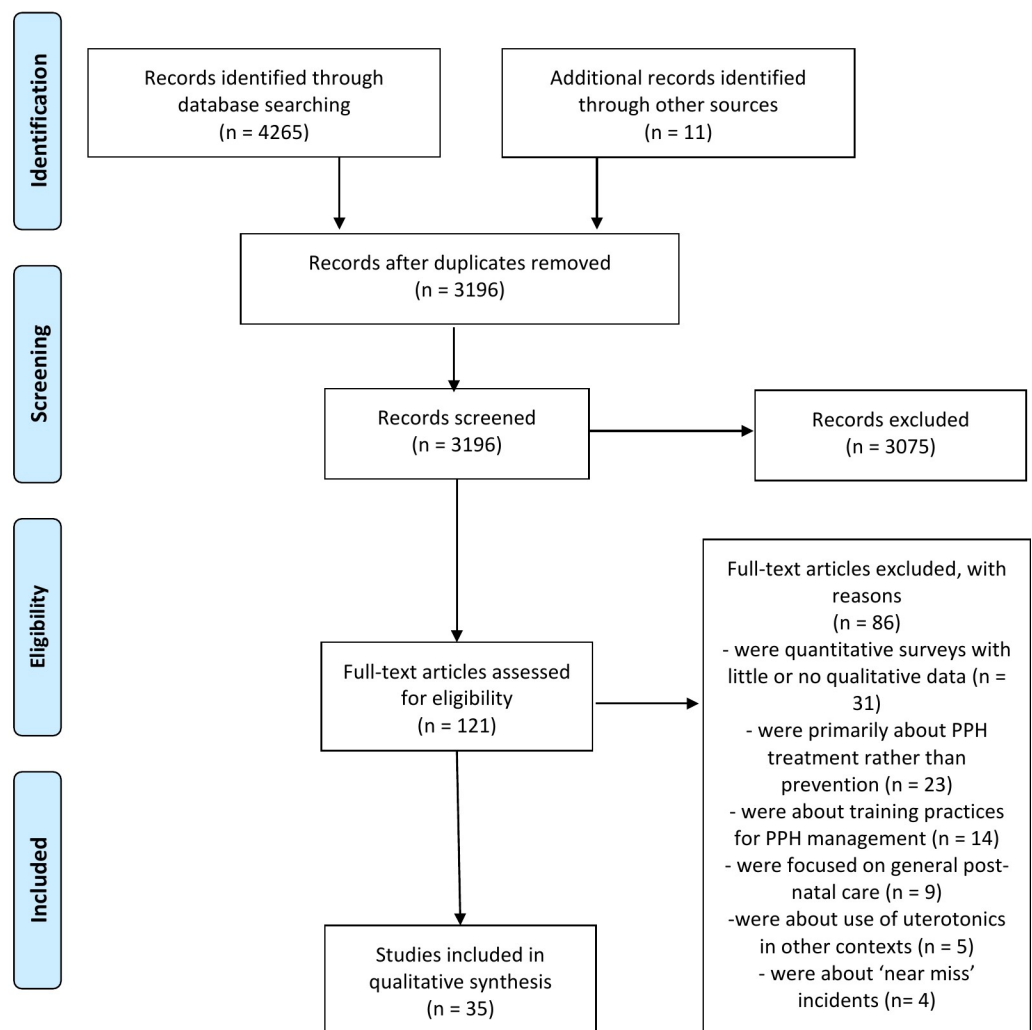 Identification
Records identified through
database searching
(n = 4265)
Additional records identified
through other sources
(n = 11)
Records after duplicates removed
(n = 3196)
Screening
Records screened
(n = 3196)
Records excluded
(n = 3075)
Eligibility
Full-text articles assessed
for eligibility
(n = 121)
Full-text articles excluded, with
reasons
(n = 86)
- were quantitative surveys with
little or no qualitative data (n =
31)
- were primarily about PPH
treatment rather than
prevention (n = 23)
- were about training practices
for PPH management (n = 14)
- were focused on general post-
natal care (n = 9)
-were about use of uterotonics
in other contexts (n = 5)
- were about ‘near miss’
incidents (n= 4)
Included
Studies included in
qualitative synthesis
(n = 35)